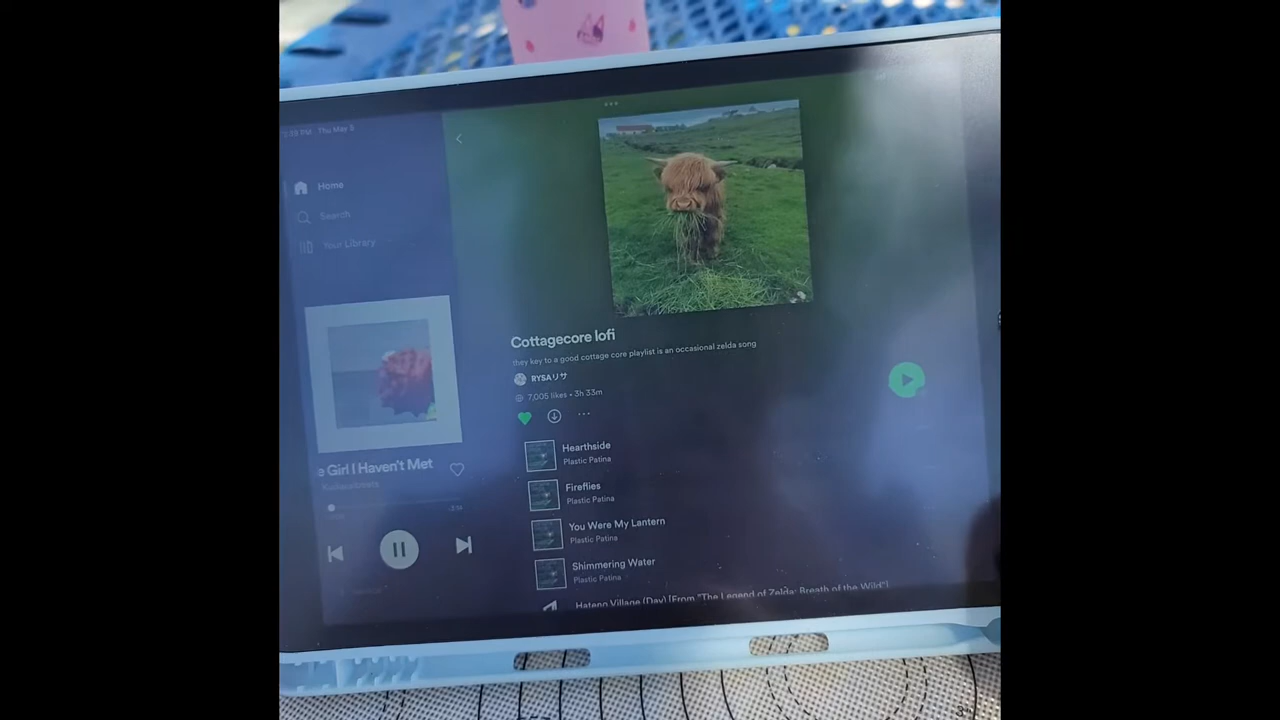 Thu May 5
Home
Search
Your Library
Girl I Haven't Met
Cottagecore lofi
they key to a good cottage core playlist is an occasional zelda song
RYSAリサ
7,005 likes • 3h 33m
Hearthside
Plastic Patina
Fireflies
Plastic Patina
You Were My Lantern
Plastic Patina
Shimmering Water
Plastic Patina
Hateno Village (Day) [From "The Legend of Zelda: Breath of the Wild"]